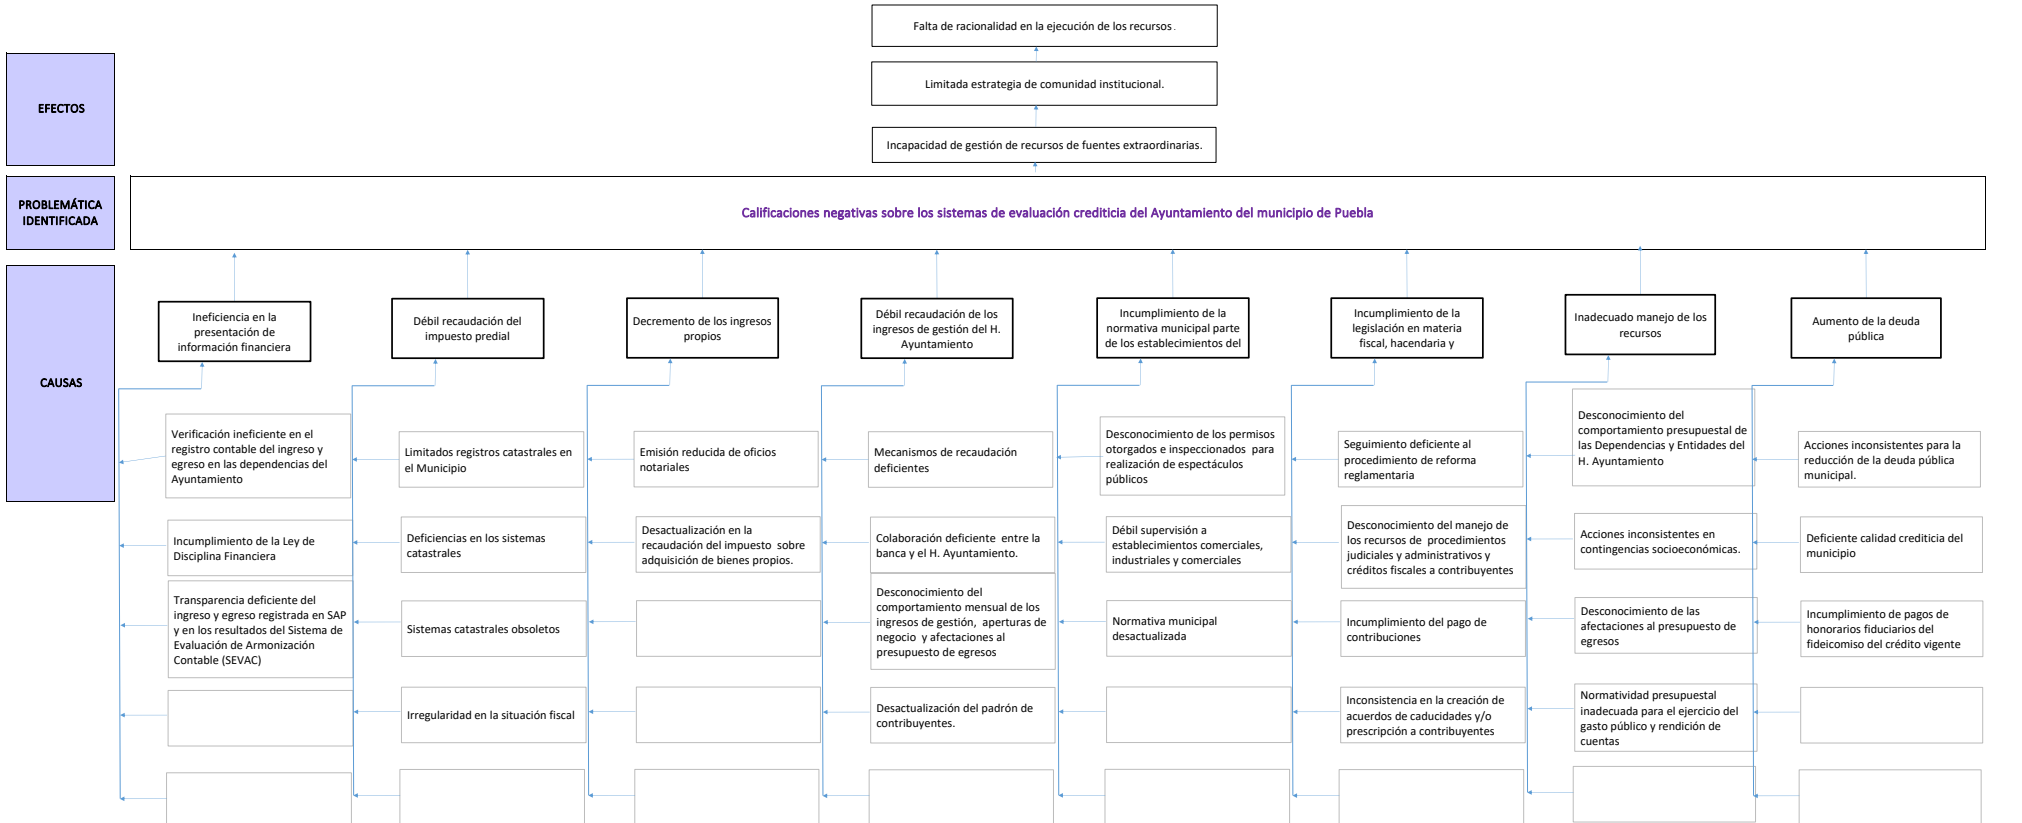 Falta de racionalidad en la ejecución de los recursos.
Limitada estrategia de comunidad institucional.
EFECTOS
Incapacidad de gestión de recursos de fuentes extraordinarias.
PROBLEMÁTICA
IDENTIFICADA
Calificaciones negativas sobre los sistemas de evaluación crediticia del Ayuntamiento del municipio de Puebla
CAUSAS
Ineficiencia en la
presentación de
información financiera
Débil recaudación del
impuesto predial
Decremento de los ingresos
propios
Débil recaudación de los
ingresos de gestión del H.
Ayuntamiento
Incumplimiento de la
normativa municipal parte
de los establecimientos del
Incumplimiento de la
legislación en materia
fiscal, hacendaria y
Inadecuado manejo de los
recursos
Aumento de la deuda
pública
Verificación ineficiente en el
registro contable del ingreso y
egreso en las dependencias del
Ayuntamiento
Limitados registros catastrales en
el Municipio
Emisión reducida de oficios
notariales
Mecanismos de recaudación
deficientes
Desconocimiento de los permisos
otorgados e inspeccionados para
realización de espectáculos
públicos
Seguimiento deficiente al
procedimiento de reforma
reglamentaria
Desconocimiento del
comportamiento presupuestal de
las Dependencias y Entidades del
H. Ayuntamiento
Acciones inconsistentes para la
reducción de la deuda pública
municipal.
Incumplimiento de la Ley de
Disciplina Financiera
Deficiencias en los sistemas
catastrales
Desactualización en la
recaudación del impuesto sobre
adquisición de bienes propios.
Colaboración deficiente entre la
banca y el H. Ayuntamiento.
Débil supervisión a
establecimientos comerciales,
industriales y comerciales
Desconocimiento del manejo de
los recursos de procedimientos
judiciales y administrativos y
créditos fiscales a contribuyentes
Acciones inconsistentes en
contingencias socioeconómicas.
Deficiente calidad crediticia del
municipio
Transparencia deficiente del
ingreso y egreso registrada en SAP
y en los resultados del Sistema de
Evaluación de Armonización
Contable (SEVAC)
Sistemas catastrales obsoletos
Desconocimiento del
comportamiento mensual de los
ingresos de gestión, aperturas de
negocio y afectaciones al
presupuesto de egresos
Normativa municipal
desactualizada
Incumplimiento del pago de
contribuciones
Desconocimiento de las
afectaciones al presupuesto de
egresos
Incumplimiento de pagos de
honorarios fiduciarios del
fideicomiso del crédito vigente
Irregularidad en la situación fiscal
Desactualización del padrón de
contribuyentes.
Inconsistencia en la creación de
acuerdos de caducidades y/o
prescripción a contribuyentes
Normatividad presupuestal
inadecuada para el ejercicio del
gasto público y rendición de
cuentas